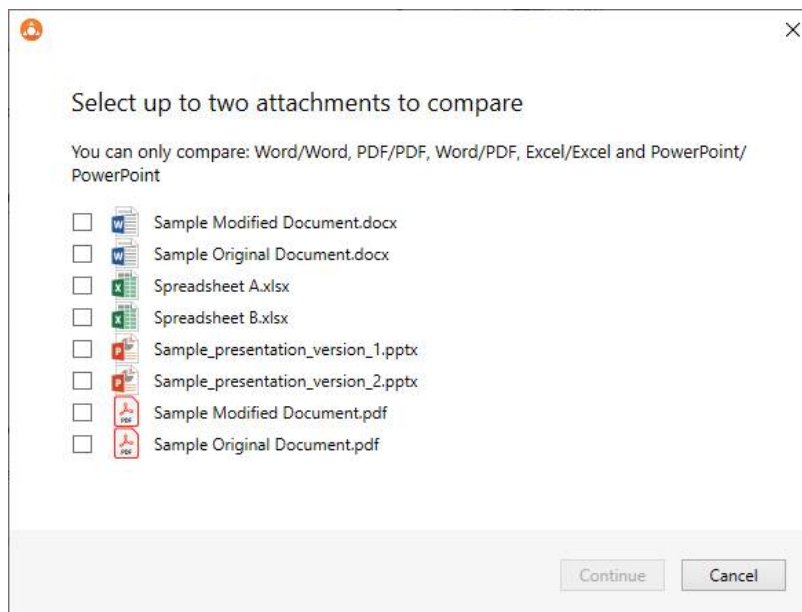 Select up to two attachments to compare
You can only compare: Word/Word, PDF/PDF, Word/PDF, Excel/Excel and PowerPoint/
PowerPoint
Sample Modified Document.docx
Sample Original Document.docx
Spreadsheet A.xlsx
Spreadsheet B.xlsx
Sample_presentation_version_1.pptx
Sample_presentation_version_2.pptx
PDF Sample Modified Document.pdf
PDF Sample Original Document.pdf
Continue Cancel